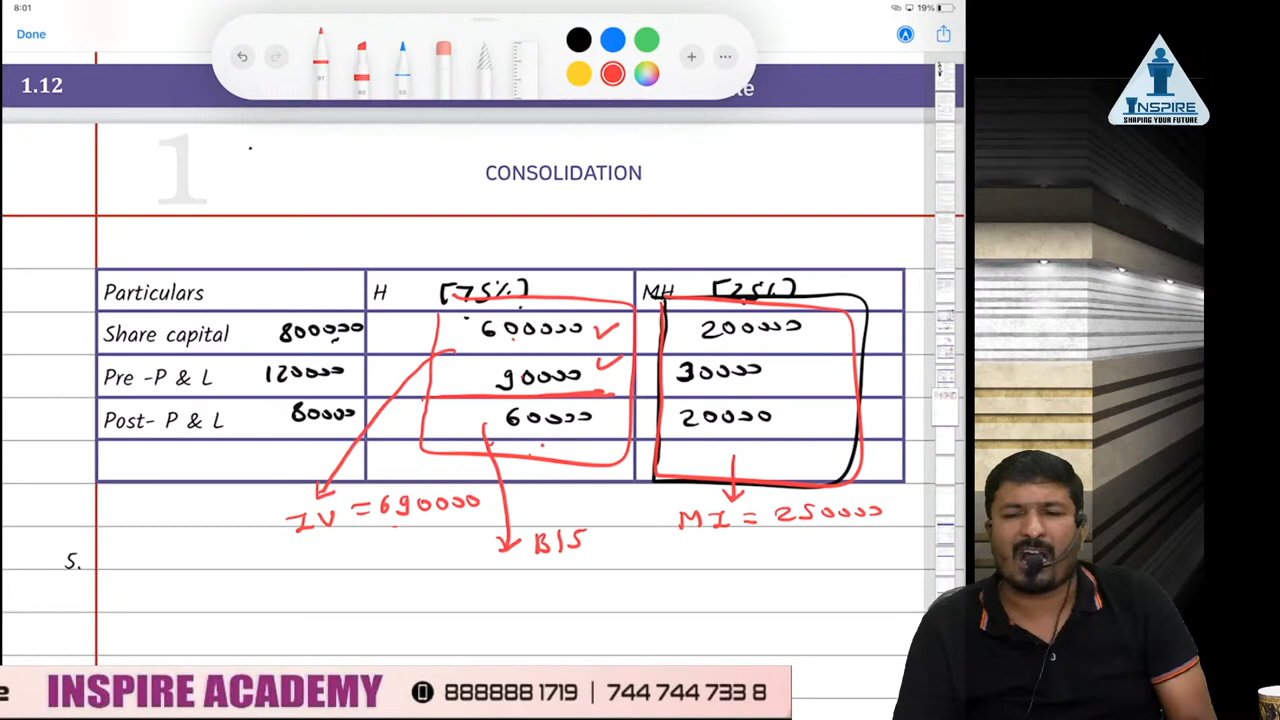 8:01
19%
Done
1.12
1
CONSOLIDATION
Particulars H [75%] MH [25%]
Share capital 800000 600000 200000
Pre -P & L 120000 90000 30000
Post- P & L 80000 60000 20000
IV = 690000
MI = 250000
B/S
5.
INSPIRE
SHAPING YOUR FUTURE
INSPIRE ACADEMY 888888 1719 | 744 744 733 8